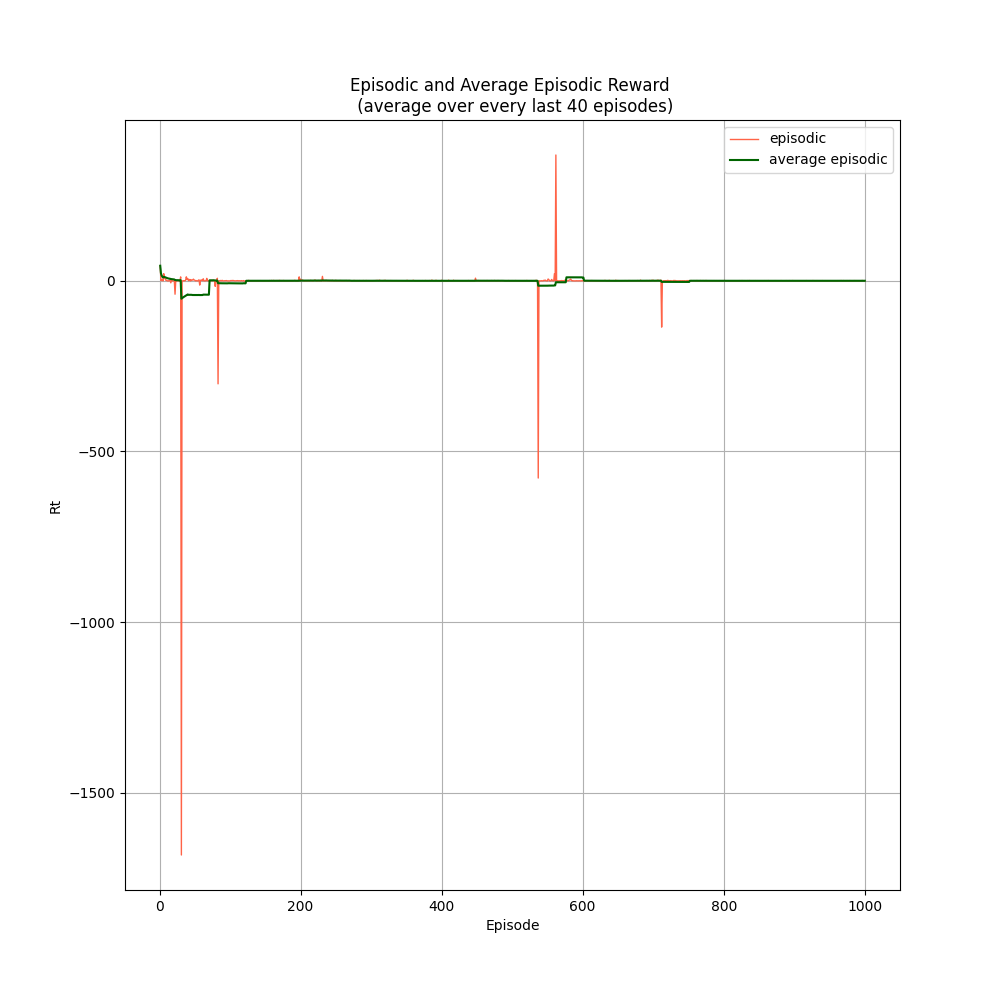 Episodic and Average Episodic Reward
(average over every last 40 episodes)
episodic
average episodic
0
−500
−1000
−1500
Rt
0
200
400
600
800
1000
Episode